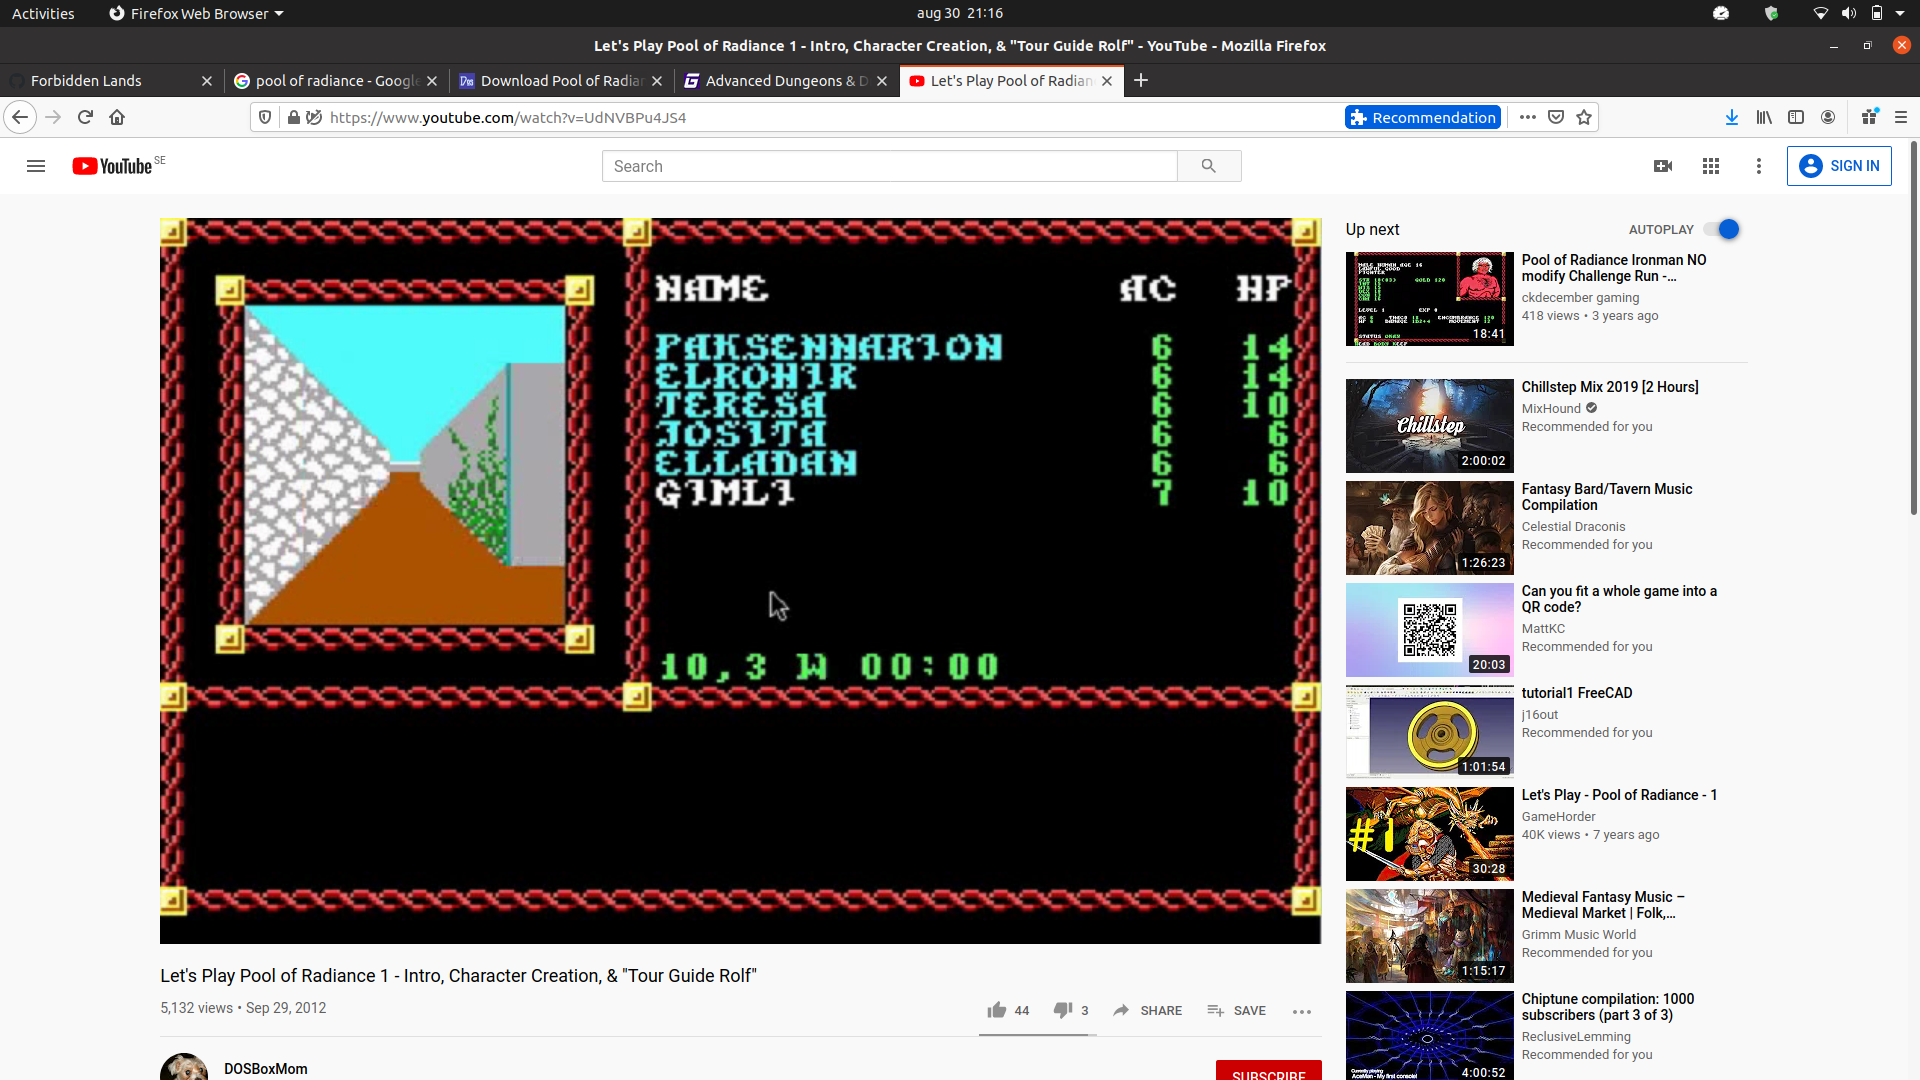 Activities
Firefox Web Browser
aug 30 21:16
Let's Play Pool of Radiance 1 - Intro, Character Creation, & "Tour Guide Rolf" - YouTube - Mozilla Firefox
Forbidden Lands
pool of radiance - Google
Download Pool of Radian
Advanced Dungeons & D
Let's Play Pool of Radian
https://www.youtube.com/watch?v=UdNVBPu4JS4
Recommendation
YouTube SE
Search
SIGN IN
NAME AC HP
PAKSENNARION 6 14
ELROHIR 6 14
TERESA 6 10
JOSITA 6 6
ELLADAN 6 6
GIMLI 7 10
10,3 W 00:00
Let's Play Pool of Radiance 1 - Intro, Character Creation, & "Tour Guide Rolf"
5,132 views • Sep 29, 2012
44
3
SHARE
SAVE
DOSBoxMom
SUBSCRIBE
Up next
AUTOPLAY
18:41
Pool of Radiance Ironman NO
modify Challenge Run -...
ckdecember gaming
418 views • 3 years ago
Chillstep
2:00:02
Chillstep Mix 2019 [2 Hours]
MixHound
Recommended for you
1:26:23
Fantasy Bard/Tavern Music
Compilation
Celestial Draconis
Recommended for you
20:03
Can you fit a whole game into a
QR code?
MattKC
Recommended for you
1:01:54
tutorial1 FreeCAD
j16out
Recommended for you
#1
30:28
Let's Play - Pool of Radiance - 1
GameHorder
40K views • 7 years ago
1:15:17
Medieval Fantasy Music –
Medieval Market | Folk,...
Grimm Music World
Recommended for you
Currently playing
AceMan - My first console!
4:00:52
Chiptune compilation: 1000
subscribers (part 3 of 3)
ReclusiveLemming
Recommended for you